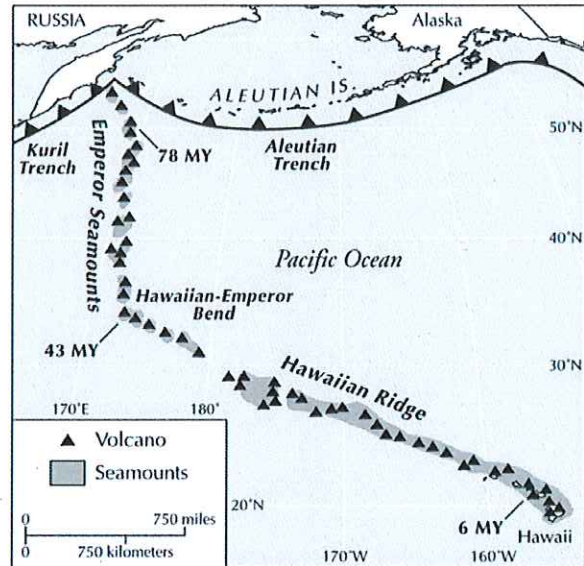 RUSSIA
Alaska
ALEUTIAN IS.
Kuril
Trench
78 MY
Aleutian
Trench
50°N
Emperor Seamounts
40°N
Pacific Ocean
Hawaiian-Emperor
Bend
43 MY
30°N
Hawaiian Ridge
170°E
180°
Volcano
Seamounts
20°N
0
750 miles
0
750 kilometers
6 MY
Hawaii
170°W
160°W